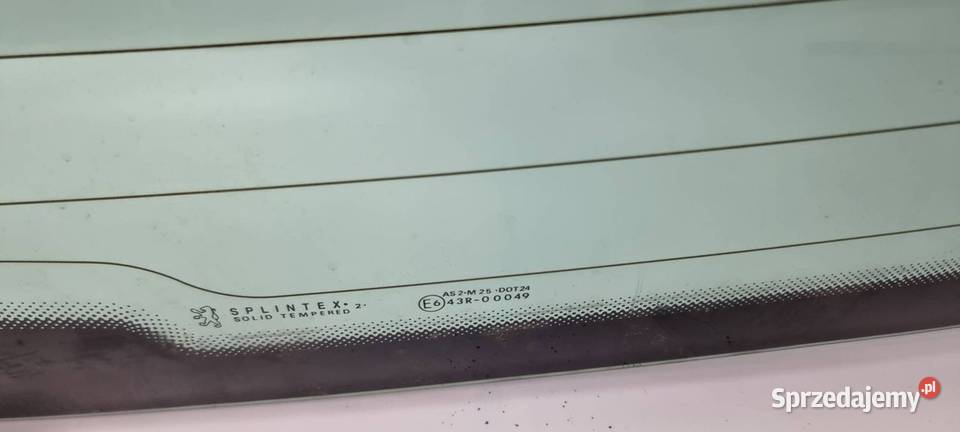 SPLINTEX• 2•
SOLID TEMPERED
AS2•M25•DOT24
E6 43R-00049
Sprzedajemy.pl